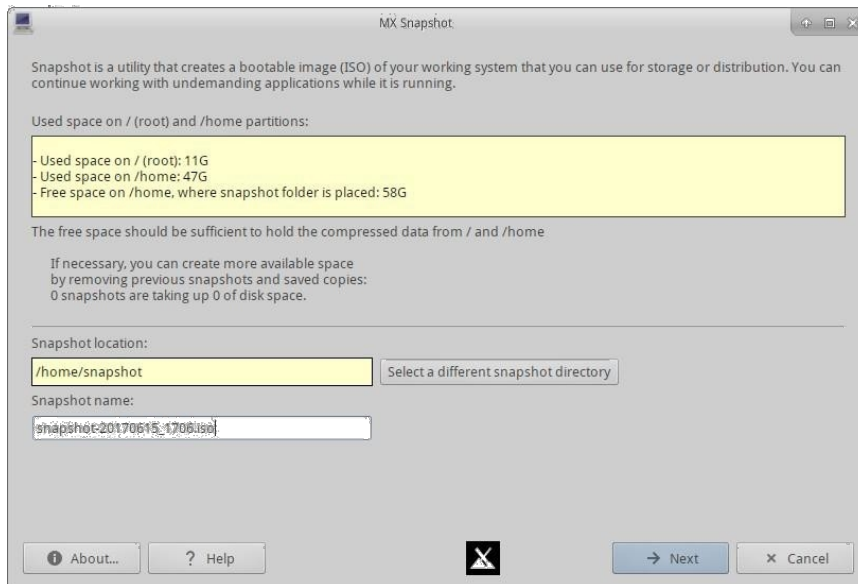 MX Snapshot
Snapshot is a utility that creates a bootable image (ISO) of your working system that you can use for storage or distribution. You can
continue working with undemanding applications while it is running.
Used space on / (root) and /home partitions:
- Used space on / (root): 11G
- Used space on /home: 47G
- Free space on /home, where snapshot folder is placed: 58G
The free space should be sufficient to hold the compressed data from / and /home
If necessary, you can create more available space
by removing previous snapshots and saved copies:
0 snapshots are taking up 0 of disk space.
Snapshot location:
/home/snapshot
Select a different snapshot directory
Snapshot name:
snapshot-20170615_1706.iso
About...
? Help
Next
Cancel